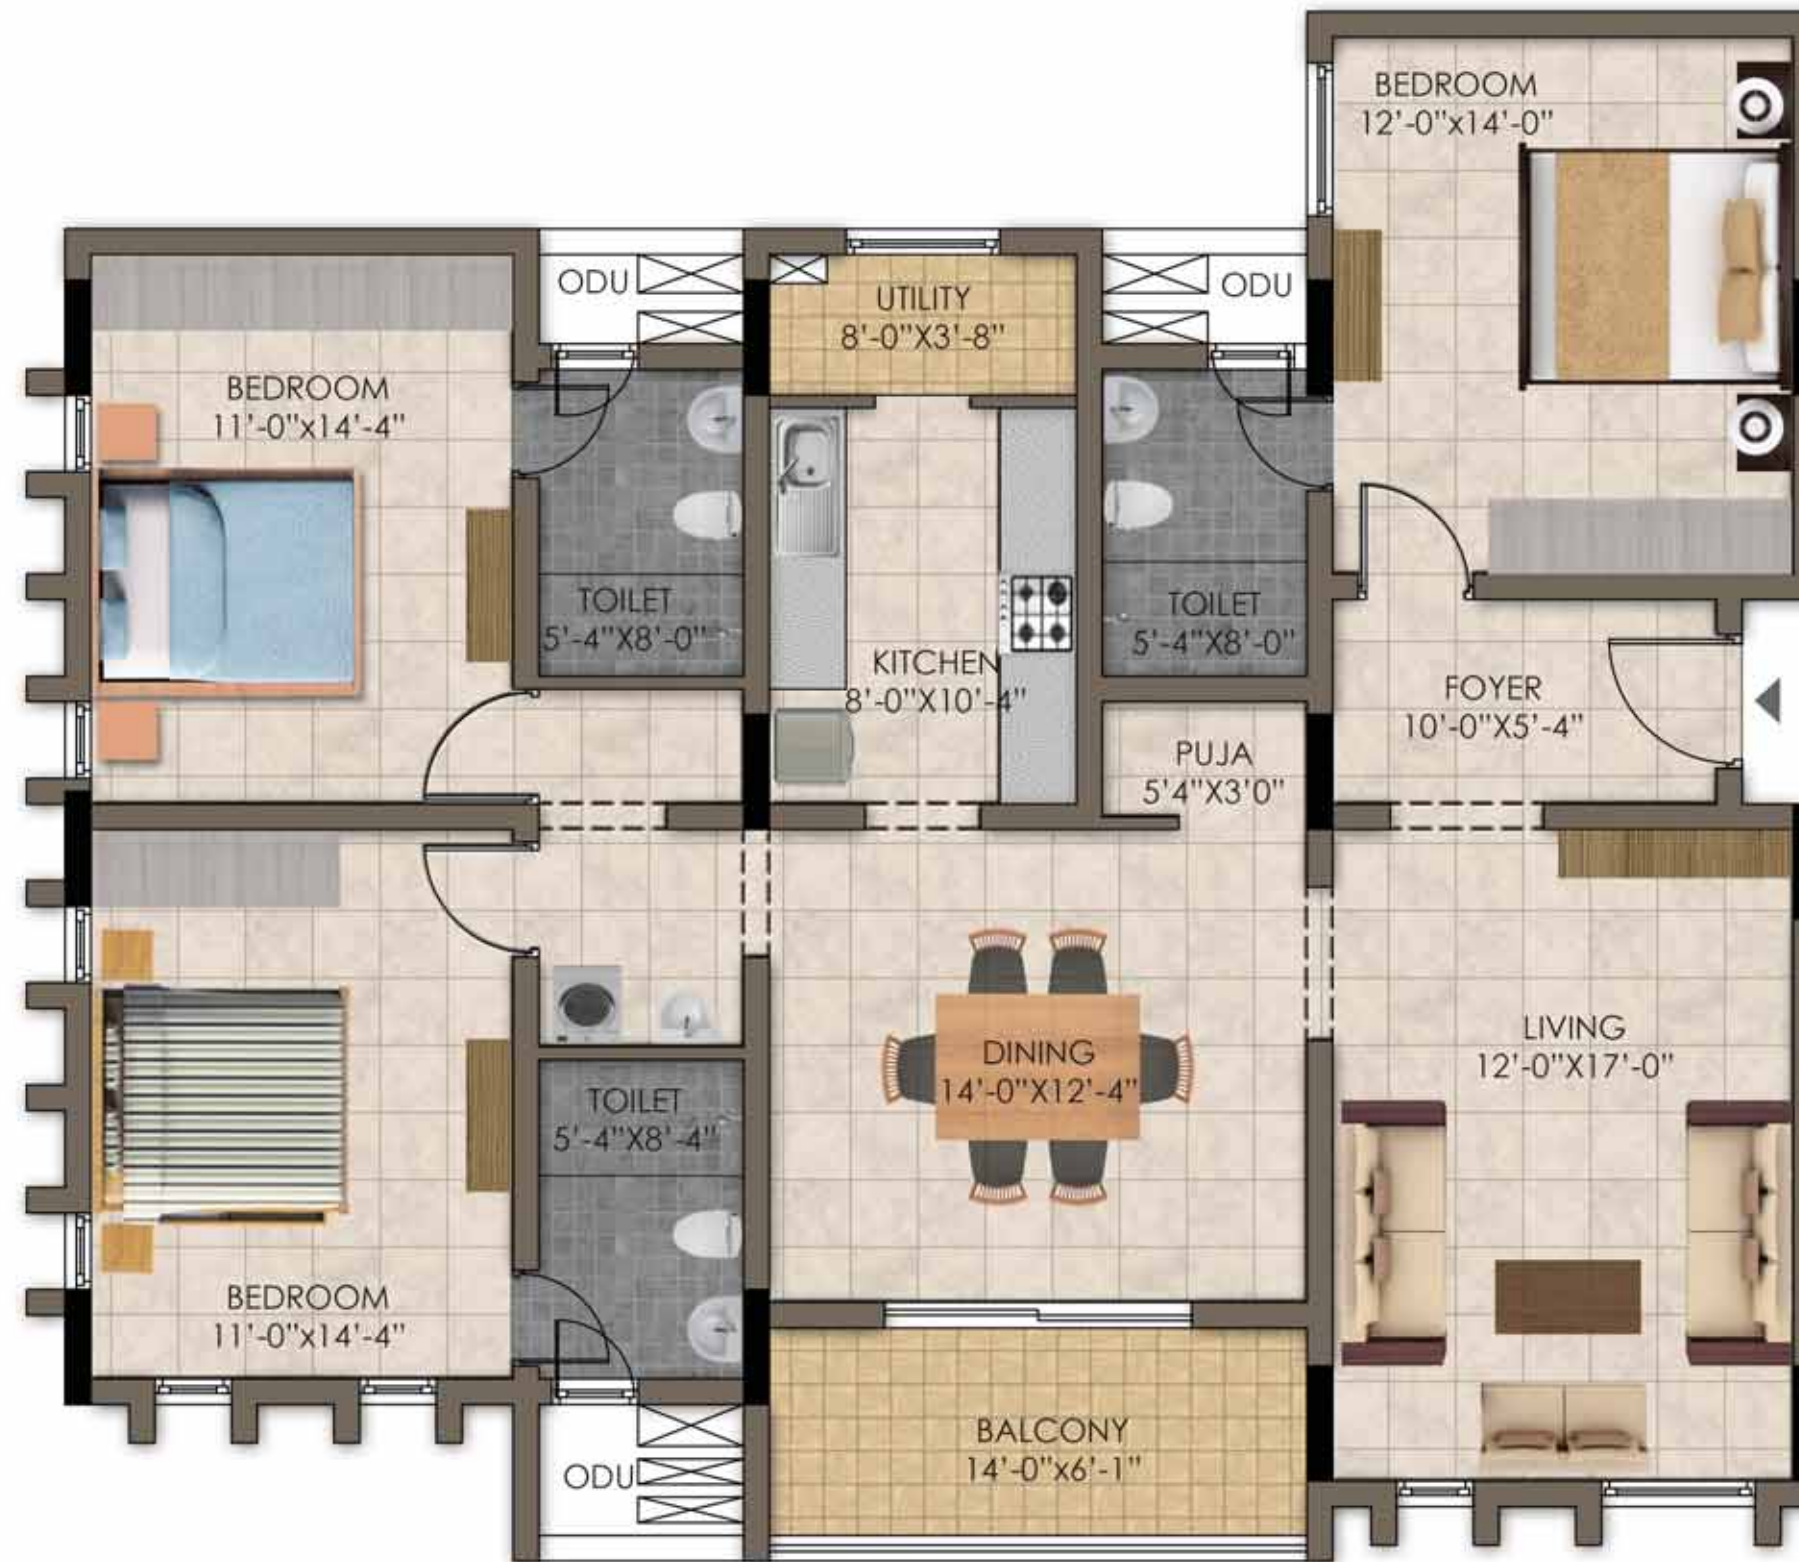 BEDROOM
12'-0"x14'-0"
ODU
UTILITY
8'-0"X3'-8"
ODU
BEDROOM
11'-0"x14'-4"
TOILET
5'-4"X8'-0"
KITCHEN
8'-0"X10'-4"
TOILET
5'-4"X8'-0"
FOYER
10'-0"X5'-4"
PUJA
5'4"X3'0"
DINING
14'-0"X12'-4"
LIVING
12'-0"X17'-0"
TOILET
5'-4"X8'-4"
BEDROOM
11'-0"x14'-4"
BALCONY
14'-0"x6'-1"
ODU